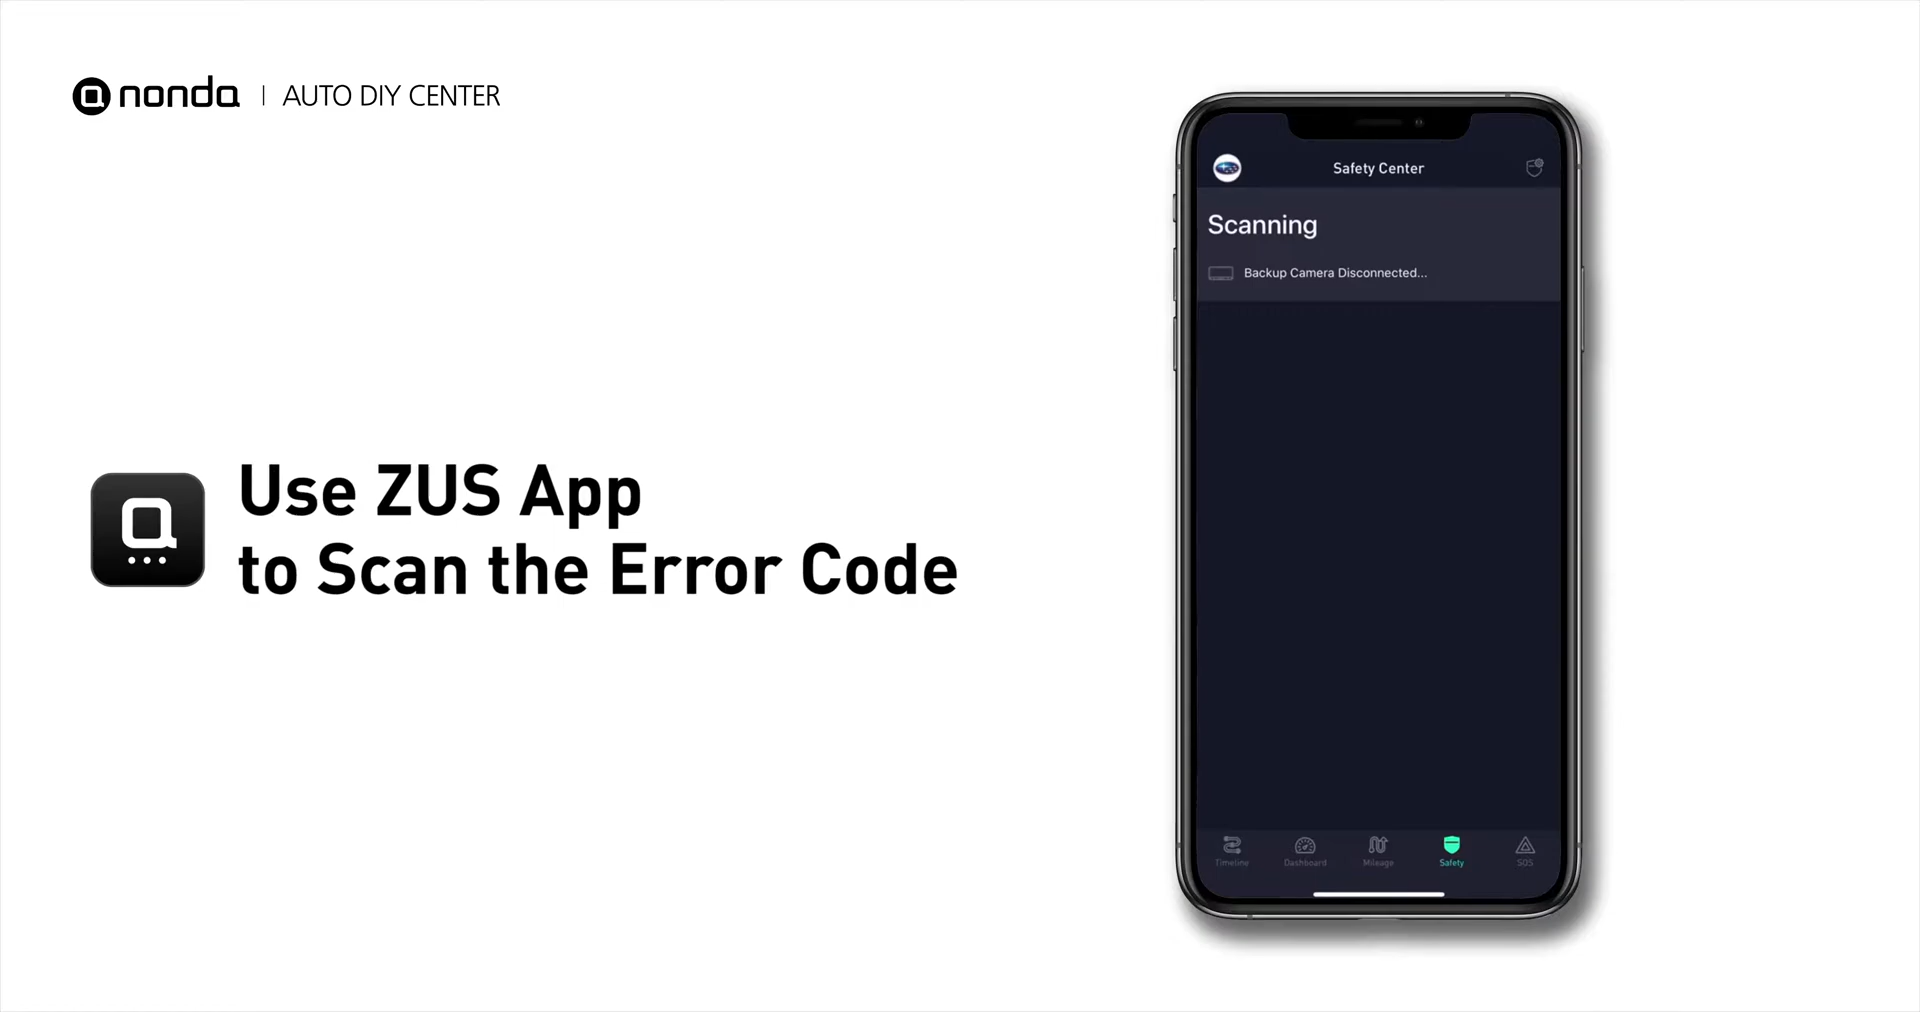 nonda | AUTO DIY CENTER
Use ZUS App
to Scan the Error Code
Safety Center
Scanning
Backup Camera Disconnected...
Timeline
Dashboard
Mileage
Safety
SOS